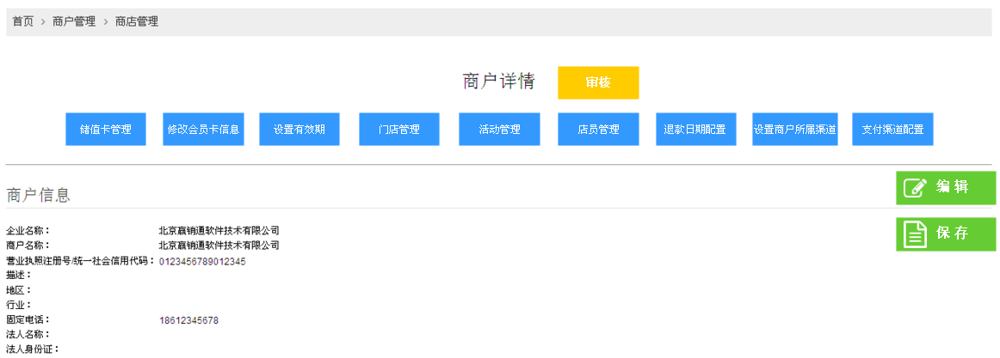 首页 > 商户管理 > 商店管理
商户详情 审核
储值卡管理 修改会员卡信息 设置有效期 门店管理 活动管理 店员管理 退款日期配置 设置商户所属渠道 支付渠道配置
编辑
商户信息
保存
企业名称： 北京赢销通软件技术有限公司
商户名称： 北京赢销通软件技术有限公司
营业执照注册号/统一社会信用代码： 0123456789012345
描述：
地区：
行业：
固定电话： 18612345678
法人名称：
法人身份证：